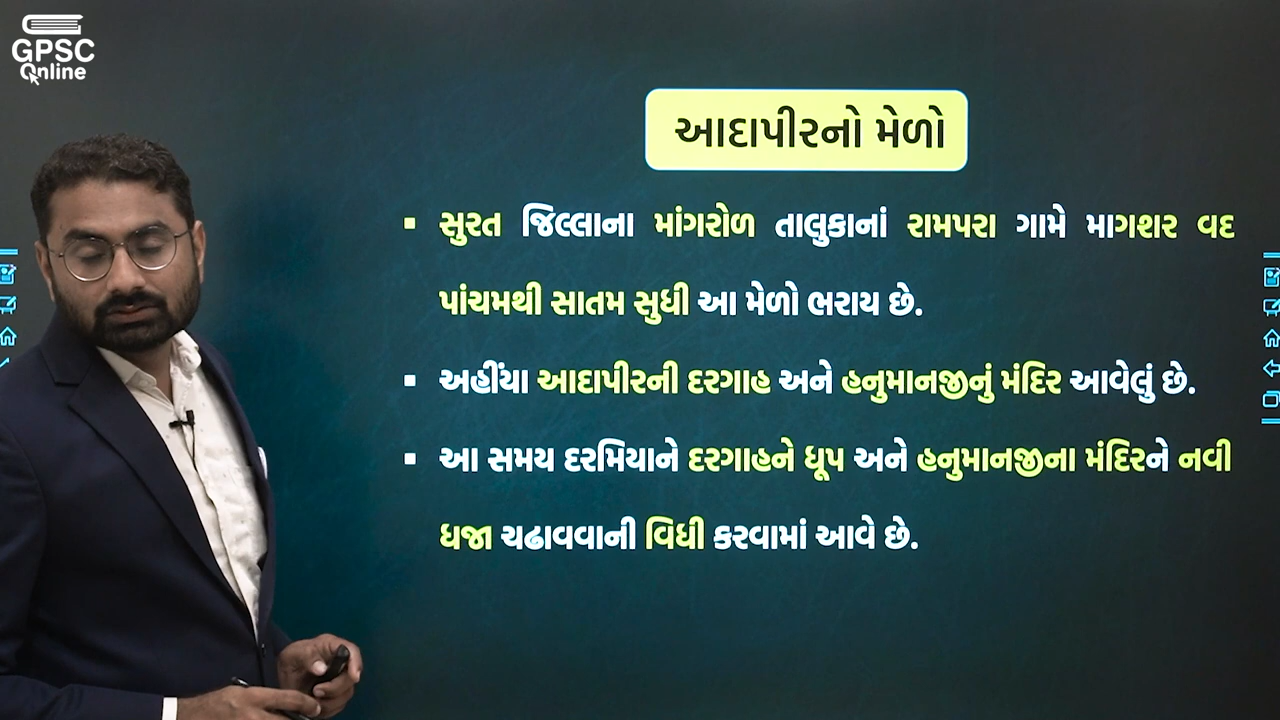 GPSC
Online
આદાપીરનો મેળો
▪ સુરત જિલ્લાના માંગરોળ તાલુકાનાં રામપરા ગામે માગશર વદ
પાંચમથી સાતમ સુધી આ મેળો ભરાય છે.
▪ અહીંયા આદાપીરની દરગાહ અને હનુમાનજીનું મંદિર આવેલું છે.
▪ આ સમય દરમિયાને દરગાહને ધૂપ અને હનુમાનજીના મંદિરને નવી
ધજા ચઢાવવાની વિધી કરવામાં આવે છે.